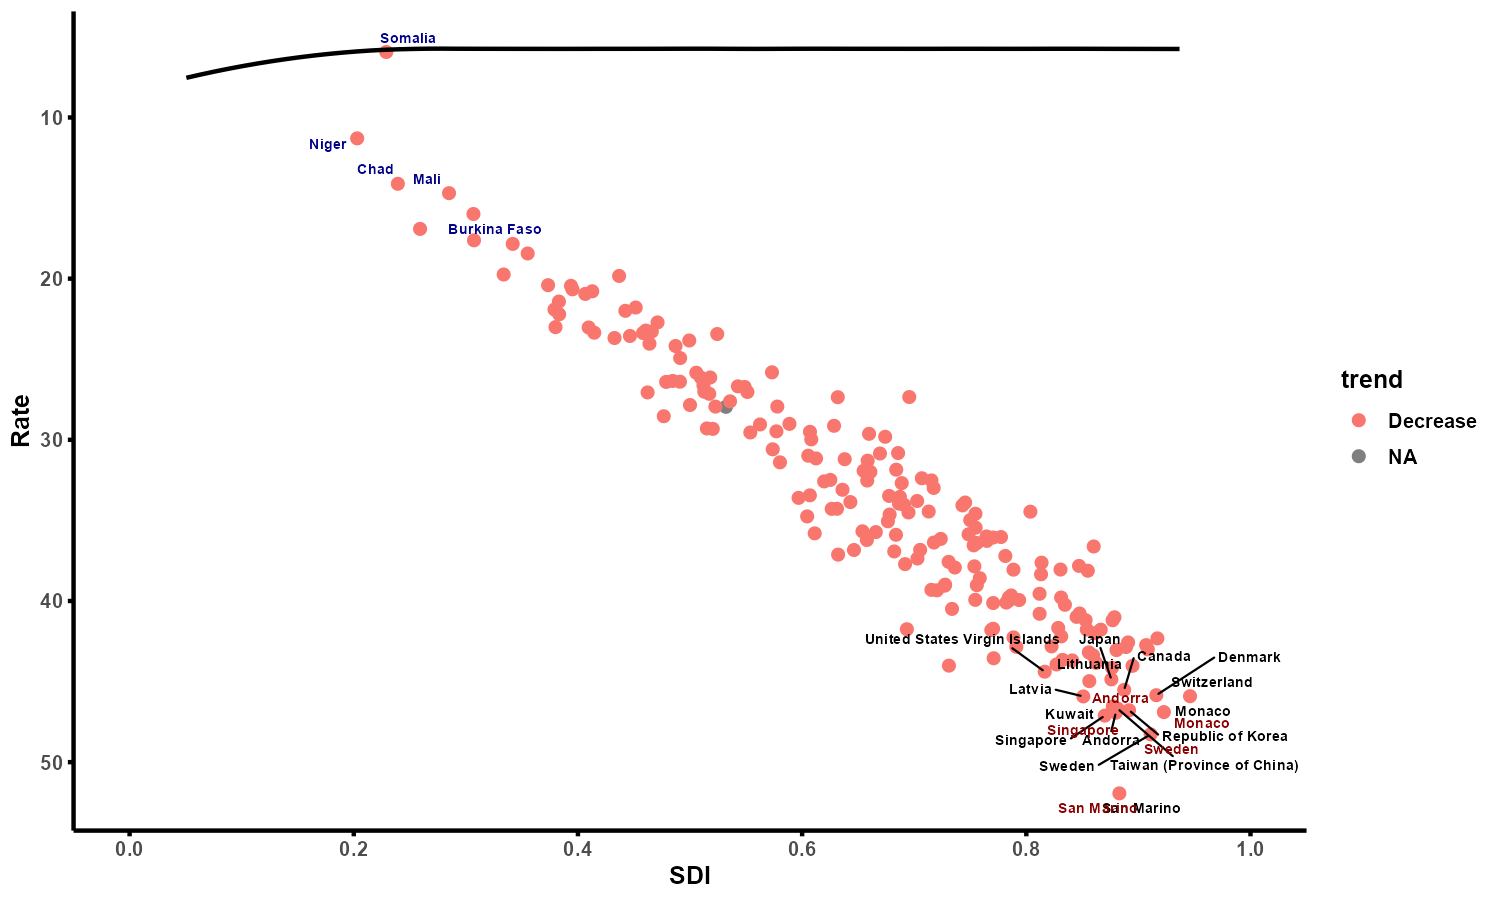 Somalia
10
Niger
Chad
Mali
Burkina Faso
20
30
40
50
Rate
United States Virgin Islands
Japan
Lithuania
Canada
Denmark
Switzerland
Latvia
Andorra
Kuwait
Monaco
Monaco
Singapore
Singapore
Andorra
Republic of Korea
Sweden
Sweden
Taiwan (Province of China)
San Marino
San Marino
0.0
0.2
0.4
0.6
0.8
1.0
SDI
trend
Decrease
NA